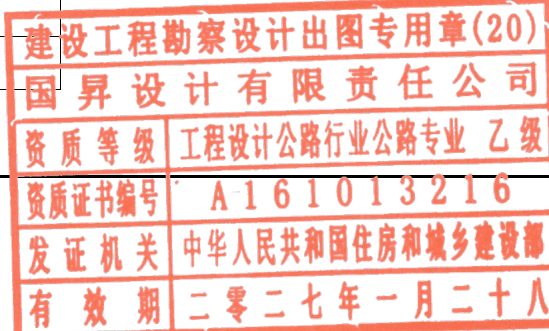 建设工程勘察设计出图专用章(20)
国昇设计有限责任公司
资质等级 工程设计公路行业公路专业 乙级
资质证书编号 A161013216
发证机关 中华人民共和国住房和城乡建设部
有效期 二零二七年一月二十八